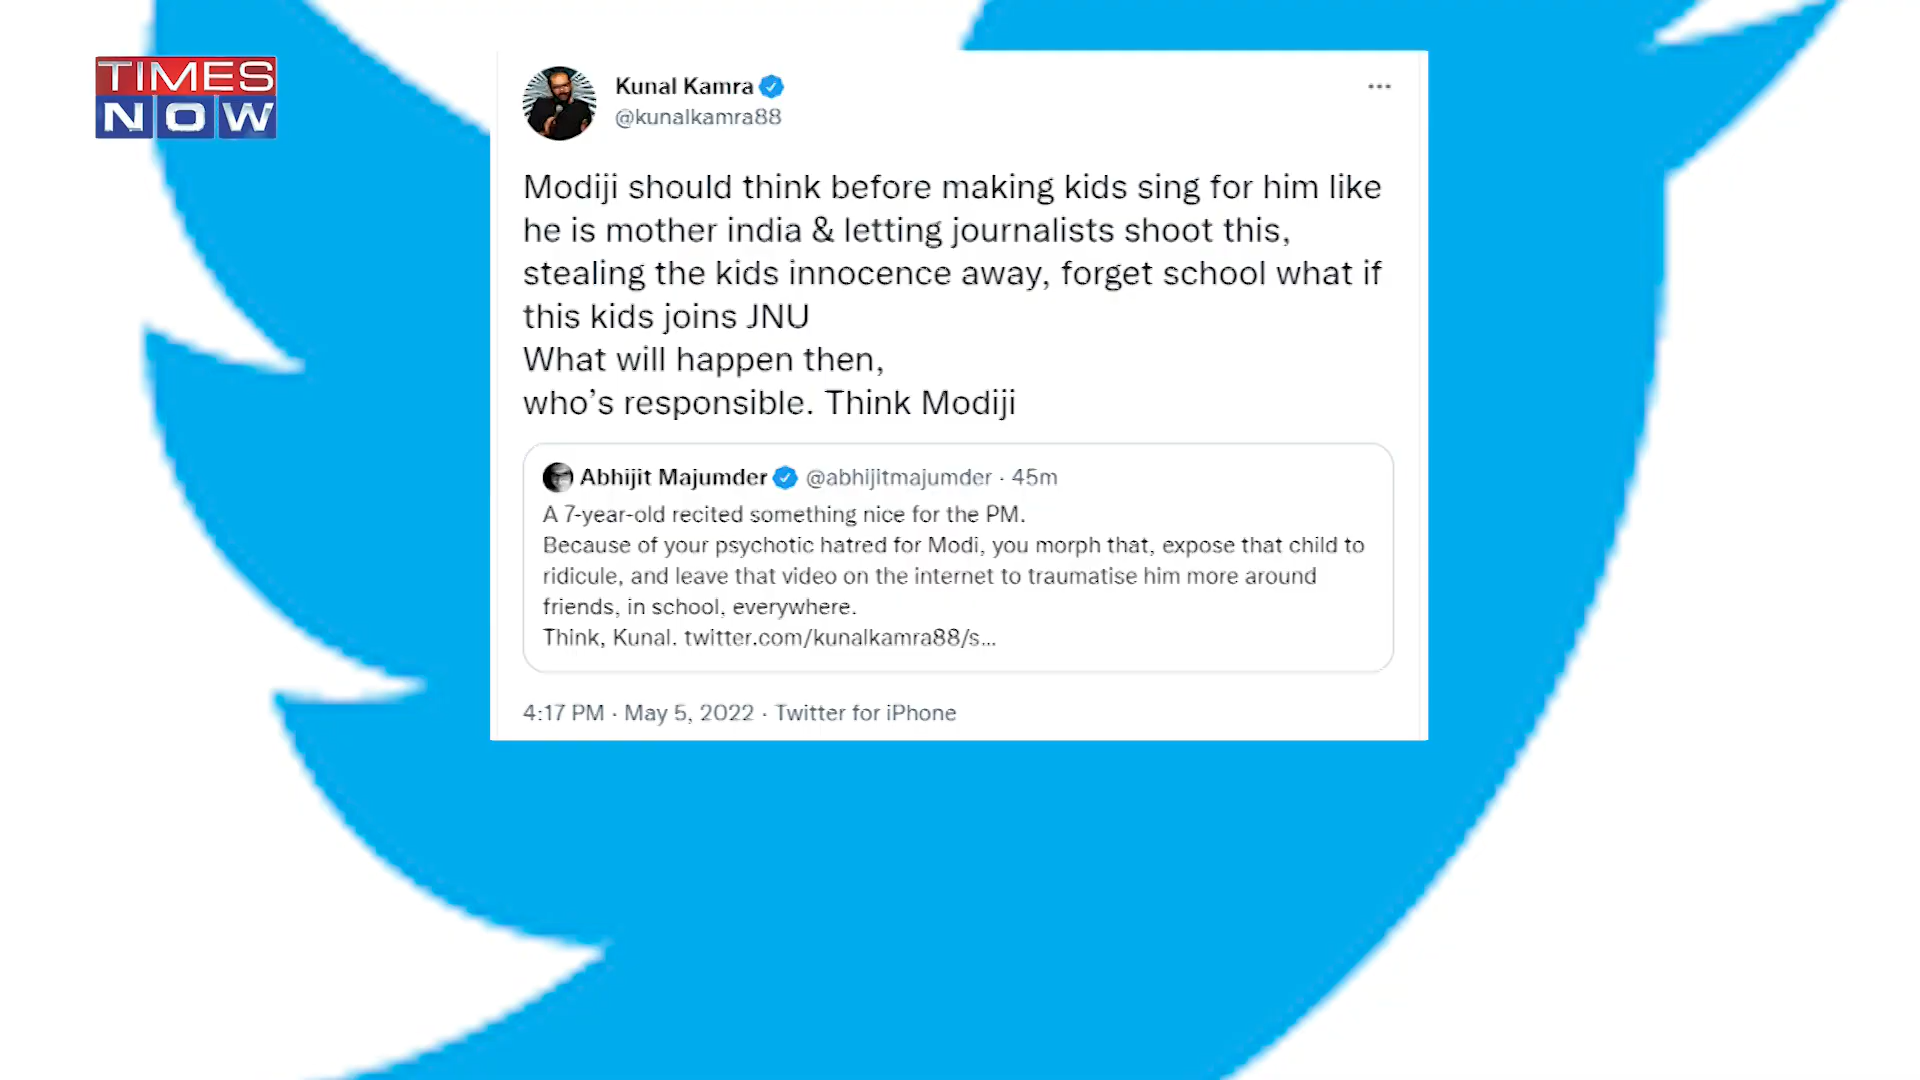 TIMES
NOW
Kunal Kamra
@kunalkamra88
Modiji should think before making kids sing for him like
he is mother india & letting journalists shoot this,
stealing the kids innocence away, forget school what if
this kids joins JNU
What will happen then,
who’s responsible. Think Modiji
Abhijit Majumder @abhijitmajumder · 45m
A 7-year-old recited something nice for the PM.
Because of your psychotic hatred for Modi, you morph that, expose that child to
ridicule, and leave that video on the internet to traumatise him more around
friends, in school, everywhere.
Think, Kunal. twitter.com/kunalkamra88/s...
4:17 PM · May 5, 2022 · Twitter for iPhone